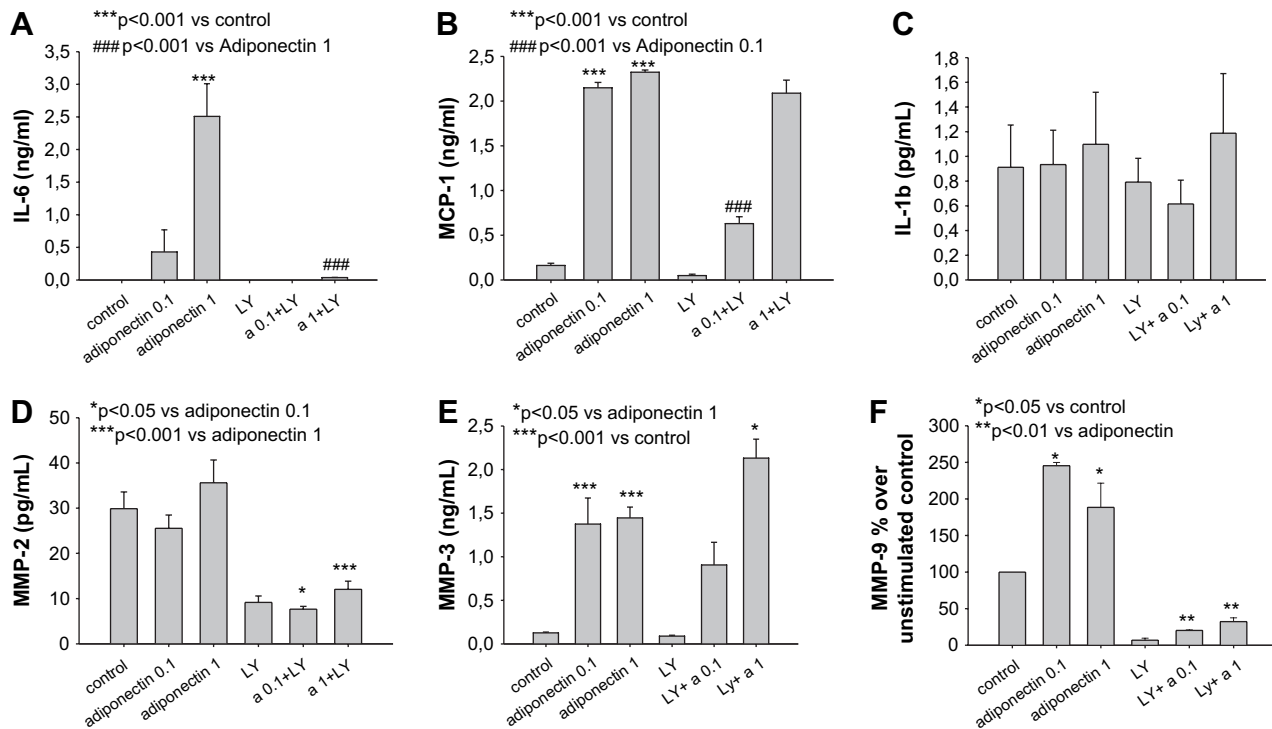 A
***p<0.001 vs control
###p<0.001 vs Adiponectin 1
IL-6 (ng/ml)
3,5
3,0
2,5
2,0
1,5
1,0
0,5
0,0
***
###
control
adiponectin 0.1
adiponectin 1
LY
a 0.1+LY
a 1+LY
B
***p<0.001 vs control
###p<0.001 vs Adiponectin 0.1
MCP-1 (ng/ml)
2,5
2,0
1,5
1,0
0,5
0,0
***
***
###
control
adiponectin 0.1
adiponectin 1
LY
a 0.1+LY
a 1+LY
C
IL-1b (pg/mL)
1,8
1,6
1,4
1,2
1,0
0,8
0,6
0,4
0,2
0,0
control
adiponectin 0.1
adiponectin 1
LY
LY+ a 0.1
Ly+ a 1
D
*p<0.05 vs adiponectin 0.1
***p<0.001 vs adiponectin 1
MMP-2 (pg/mL)
50
40
30
20
10
0
*
***
control
adiponectin 0.1
adiponectin 1
LY
a 0.1+LY
a 1+LY
E
*p<0.05 vs adiponectin 1
***p<0.001 vs control
MMP-3 (ng/mL)
2,5
2,0
1,5
1,0
0,5
0,0
***
***
*
control
adiponectin 0.1
adiponectin 1
LY
LY+ a 0.1
Ly+ a 1
F
*p<0.05 vs control
**p<0.01 vs adiponectin
MMP-9 % over
unstimulated control
300
250
200
150
100
50
0
*
*
**
**
control
adiponectin 0.1
adiponectin 1
LY
LY+ a 0.1
Ly+ a 1